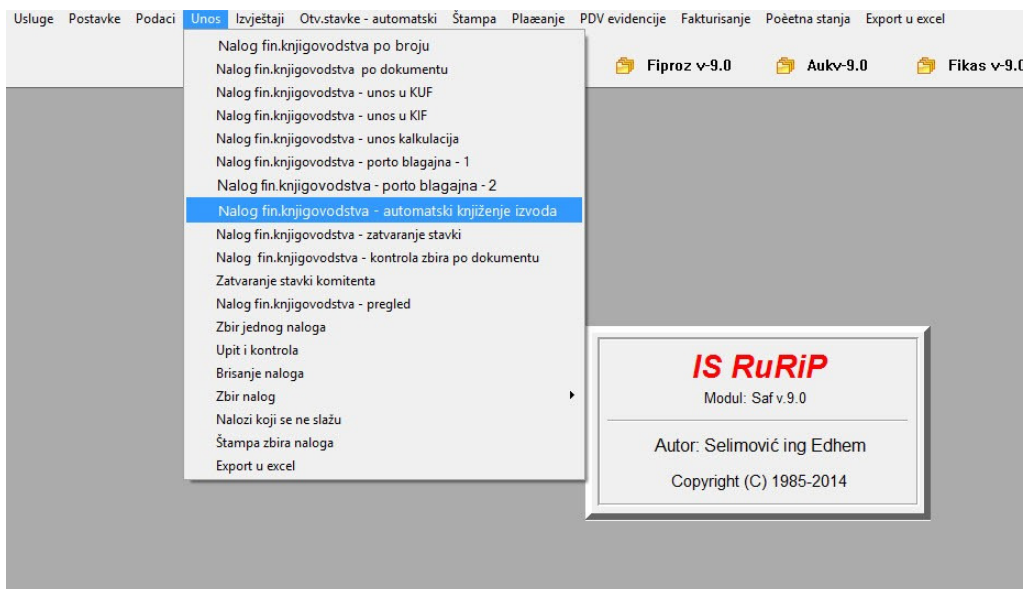 Usluge Postavke Podaci Unos Izvještaji Otv.stavke - automatski Štampa Plaæanje PDV evidencije Fakturisanje Poèetna stanja Export u excel
Fiproz v-9.0 Aukv-9.0 Fikas v-9.0
Nalog fin.knjigovodstva po broju
Nalog fin.knjigovodstva po dokumentu
Nalog fin.knjigovodstva - unos u KUF
Nalog fin.knjigovodstva - unos u KIF
Nalog fin.knjigovodstva - unos kalkulacija
Nalog fin.knjigovodstva - porto blagajna - 1
Nalog fin.knjigovodstva - porto blagajna - 2
Nalog fin.knjigovodstva - automatski knjiženje izvoda
Nalog fin.knjigovodstva - zatvaranje stavki
Nalog fin.knjigovodstva - kontrola zbira po dokumentu
Zatvaranje stavki komitenta
Nalog fin.knjigovodstva - pregled
Zbir jednog naloga
Upit i kontrola
Brisanje naloga
Zbir nalog
Nalozi koji se ne slažu
Štampa zbira naloga
Export u excel
IS RuRiP
Modul: Saf v.9.0
Autor: Selimović ing Edhem
Copyright (C) 1985-2014